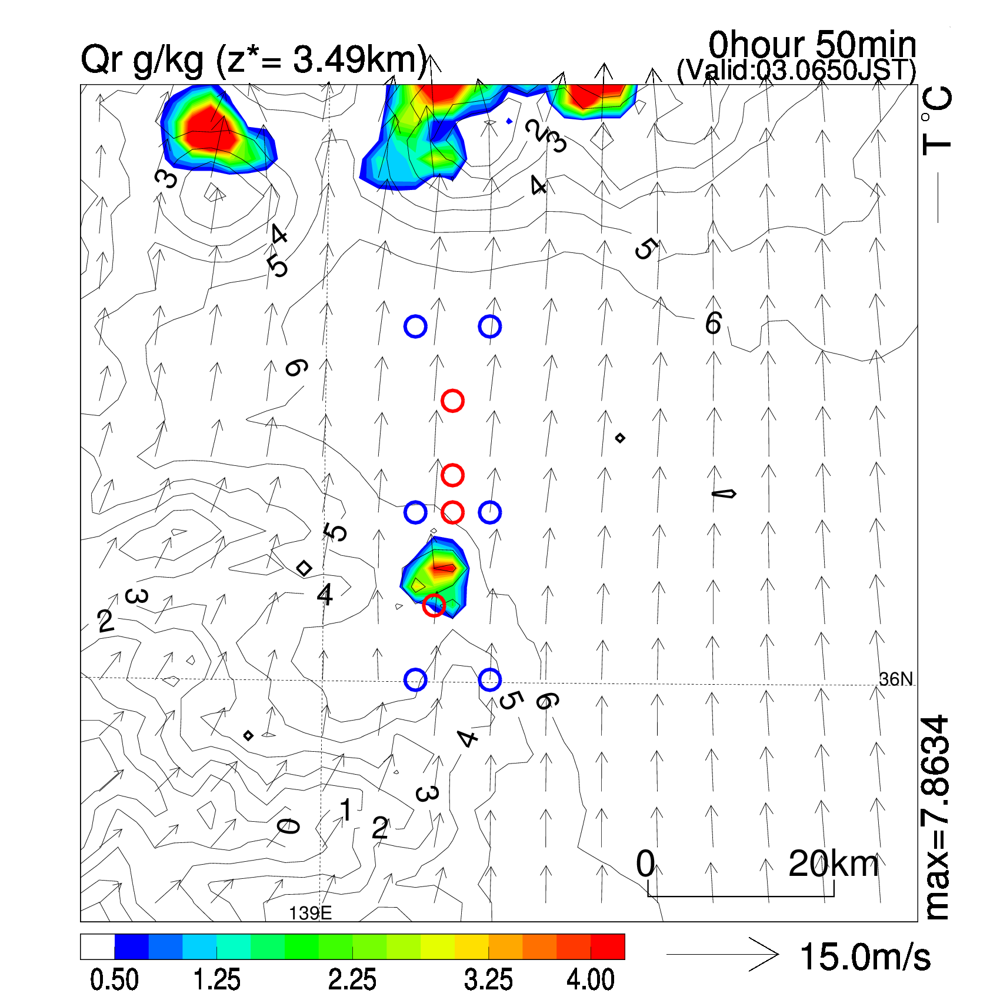 0hour 50min
Qr g/kg (z*= 3.49km)
(Valid:03.0650JST)
T °C
2
3
3
4
4
5
5
6
6
5
3
4
2
36N
5
6
4
3
1
0
2
max=7.8634
0
20km
139E
0.50 1.25 2.25 3.25 4.00
15.0m/s